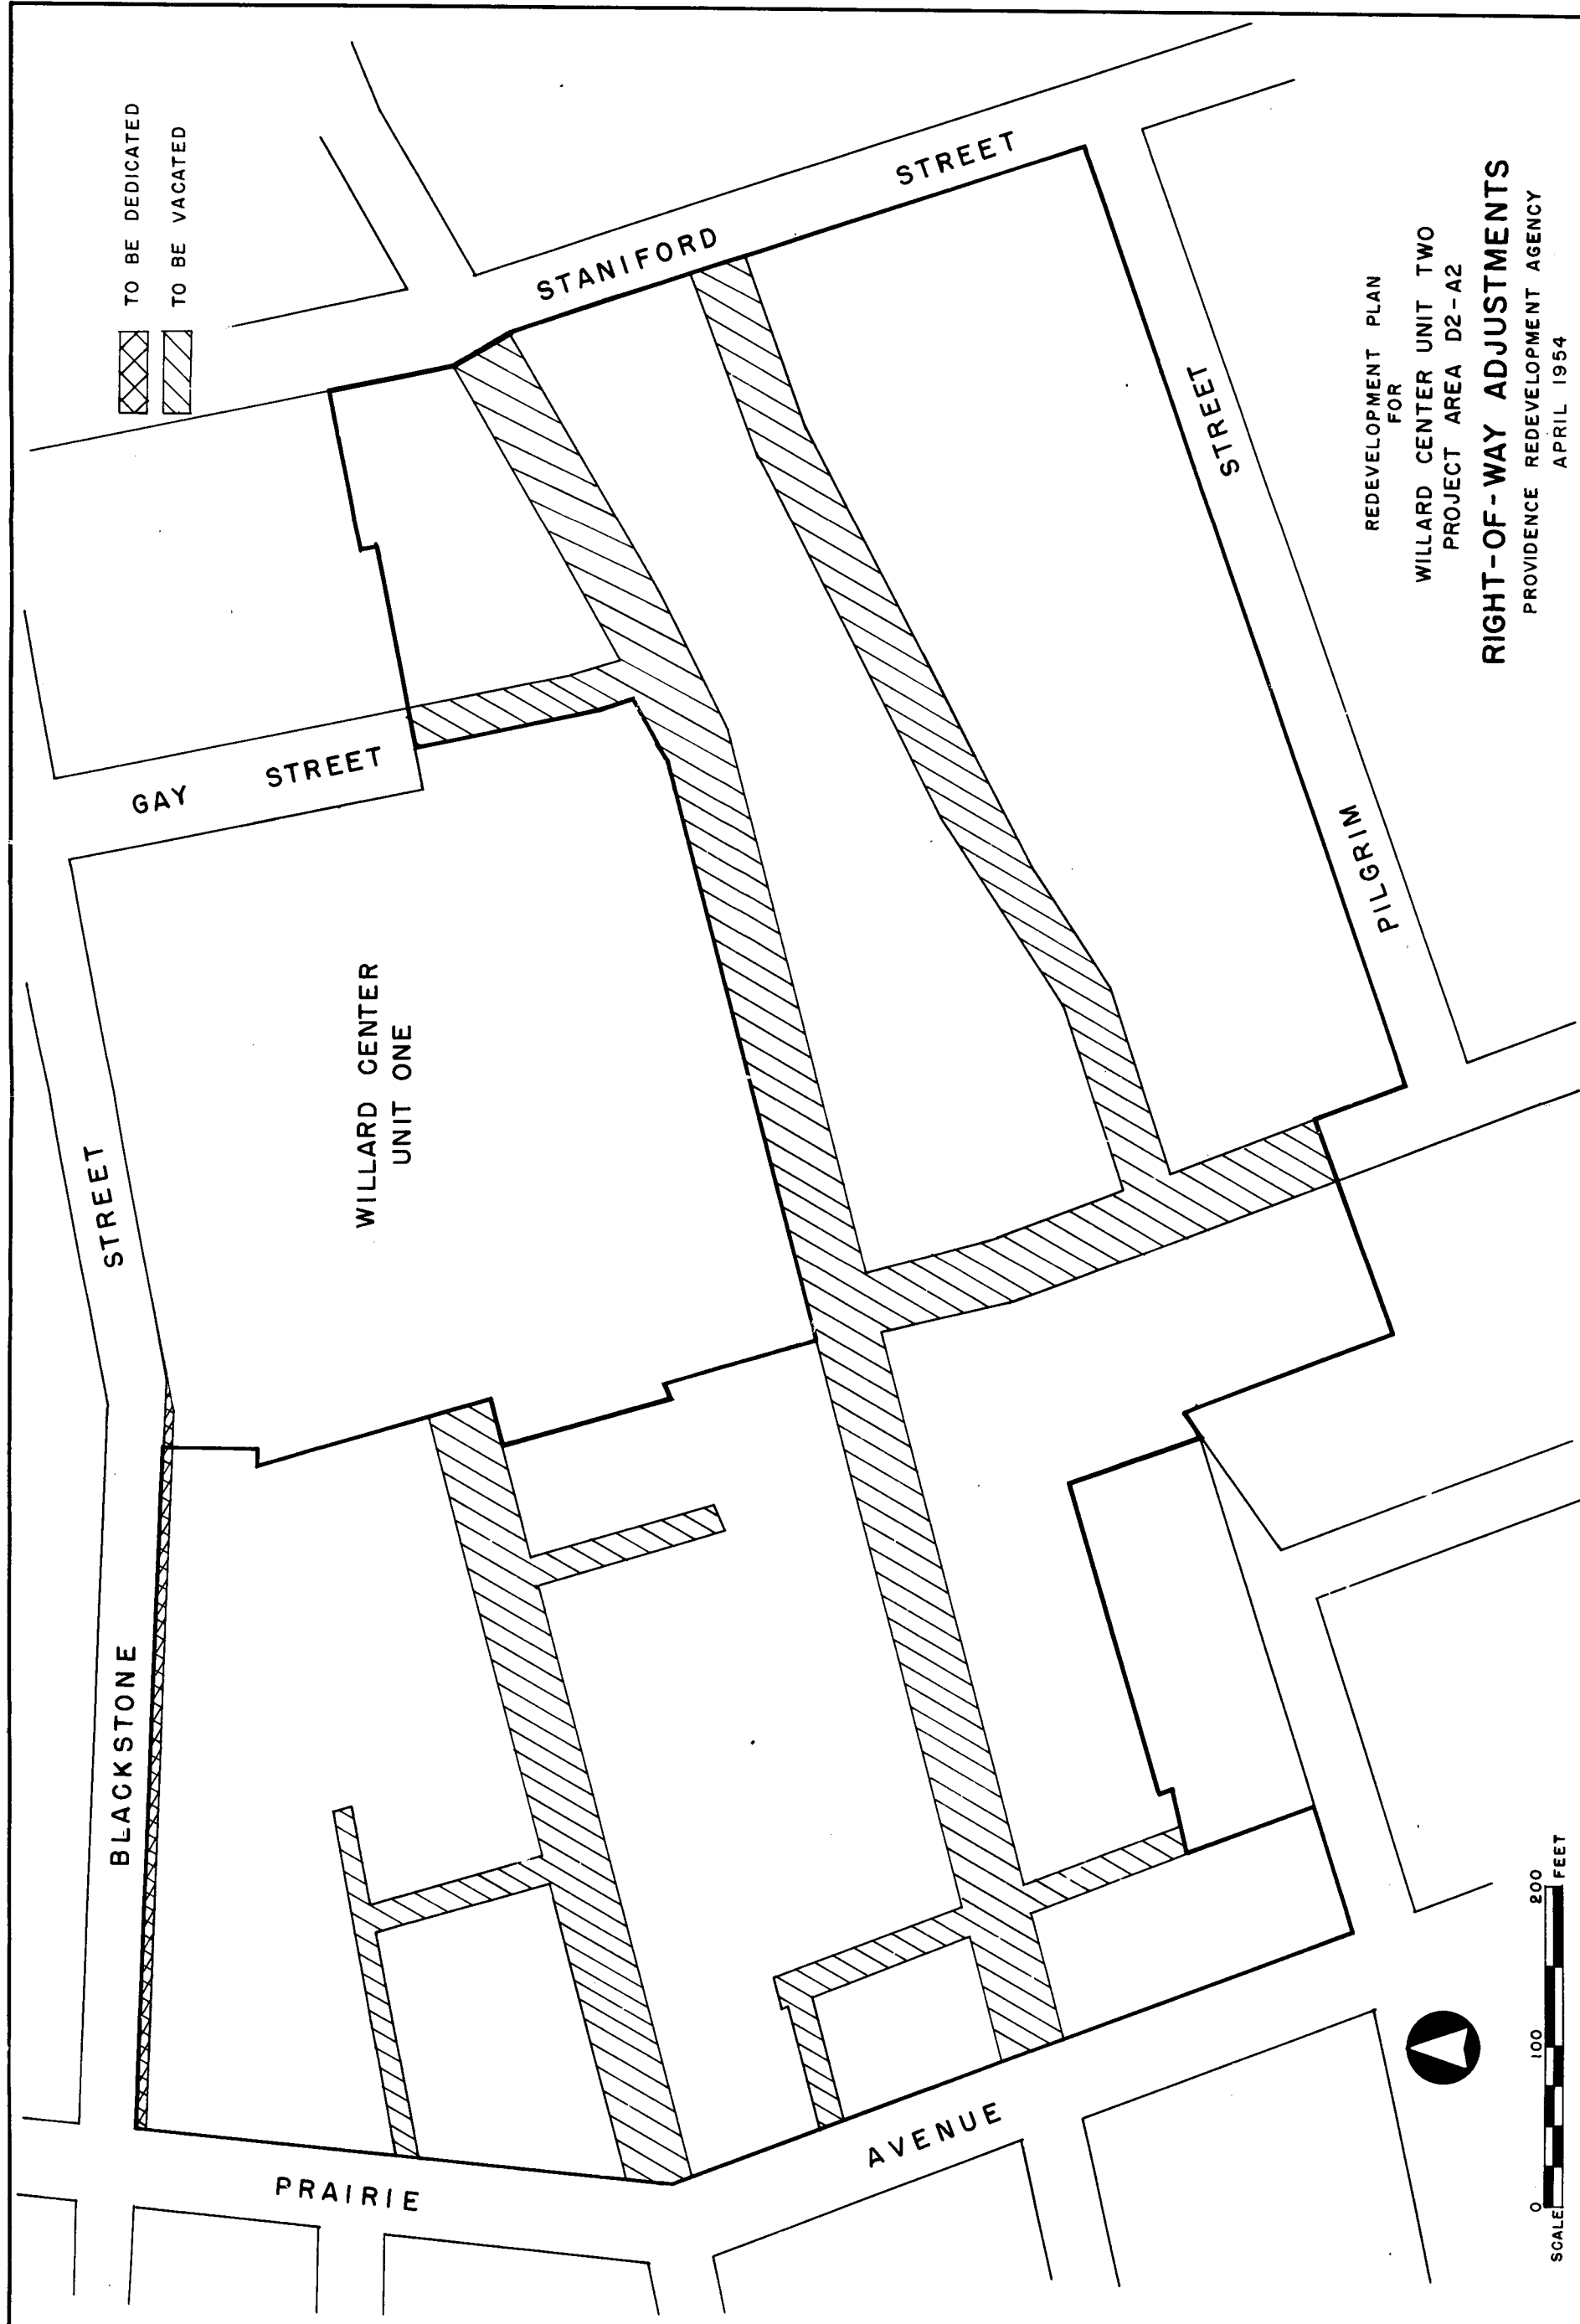 TO BE DEDICATED
TO BE VACATED
BLACKSTONE STREET
GAY STREET
STANIFORD STREET
WILLARD CENTER
UNIT ONE
PRAIRIE AVENUE
PILGRIM STREET
REDEVELOPMENT PLAN
FOR
WILLARD CENTER UNIT TWO
PROJECT AREA D2-A2
RIGHT-OF-WAY ADJUSTMENTS
PROVIDENCE REDEVELOPMENT AGENCY
APRIL 1954
0 100 200
SCALE FEET